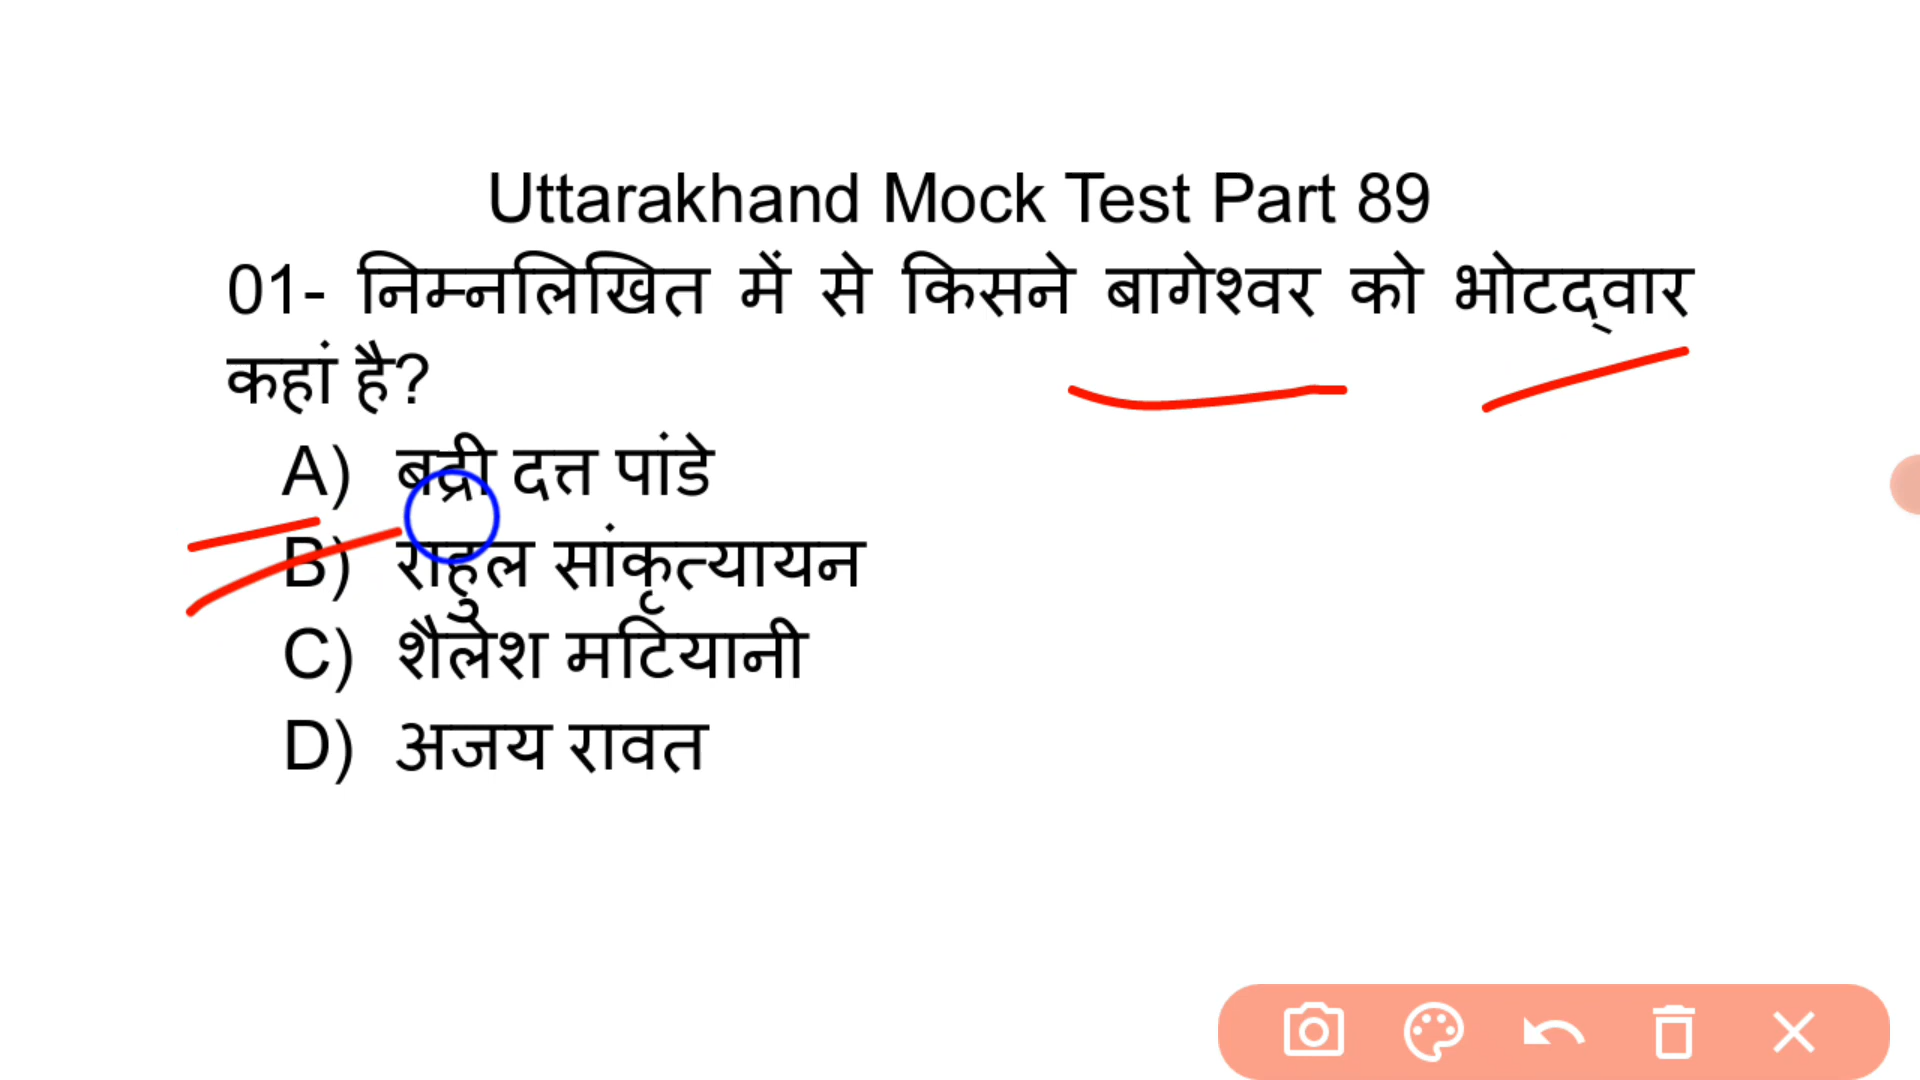 Uttarakhand Mock Test Part 89
01- निम्नलिखित में से किसने बागेश्वर को भोटद्वार
कहां है?
A) बद्री दत्त पांडे
B) राहुल सांकृत्यायन
C) शैलेश मटियानी
D) अजय रावत